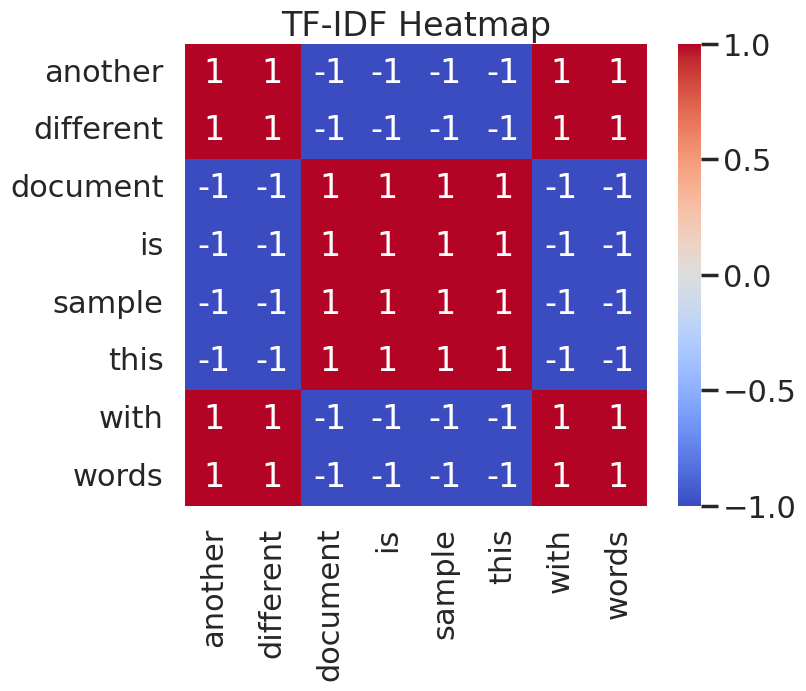 TF-IDF Heatmap
another 1 1 -1 -1 -1 -1 1 1
different 1 1 -1 -1 -1 -1 1 1
document -1 -1 1 1 1 1 -1 -1
is -1 -1 1 1 1 1 -1 -1
sample -1 -1 1 1 1 1 -1 -1
this -1 -1 1 1 1 1 -1 -1
with 1 1 -1 -1 -1 -1 1 1
words 1 1 -1 -1 -1 -1 1 1
another different document is sample this with words
1.0
0.5
0.0
−0.5
−1.0